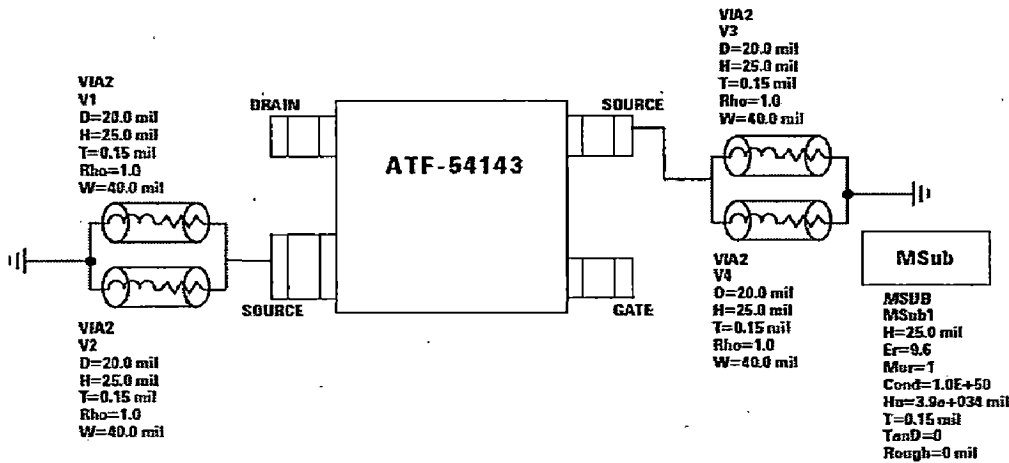 VIA2
V1
D=20.0 mil
H=25.0 mil
T=0.15 mil
Rho=1.0
W=40.0 mil
VIA2
V2
D=20.0 mil
H=25.0 mil
T=0.15 mil
Rho=1.0
W=40.0 mil
DRAIN
SOURCE
ATF-54143
SOURCE
GATE
VIA2
V3
D=20.0 mil
H=25.0 mil
T=0.15 mil
Rho=1.0
W=40.0 mil
VIA2
V4
D=20.0 mil
H=25.0 mil
T=0.15 mil
Rho=1.0
W=40.0 mil
MSub
MSUB
MSub1
H=25.0 mil
Er=9.6
Mur=1
Cond=1.0E+50
Hu=3.9e+034 mil
T=0.15 mil
TanD=0
Rough=0 mil